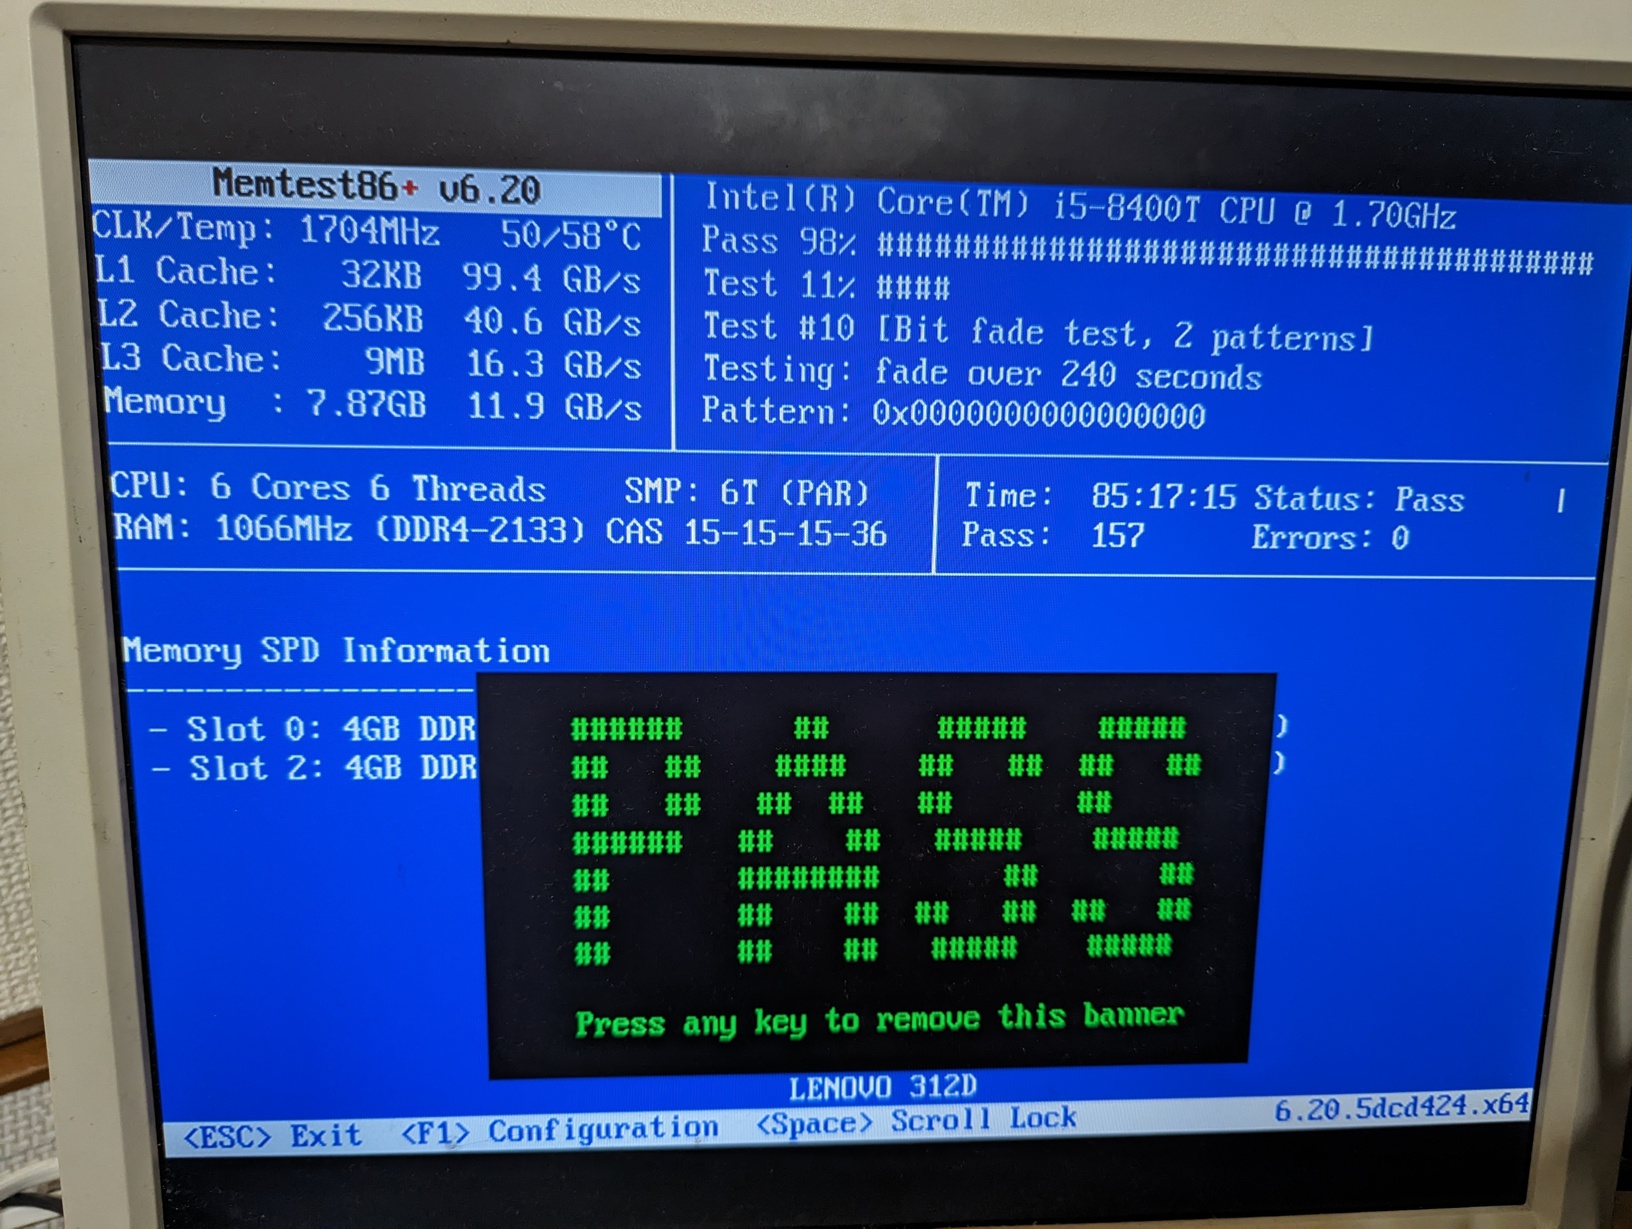 Memtest86+ v6.20
CLK/Temp: 1704MHz 50/58°C
L1 Cache: 32KB 99.4 GB/s
L2 Cache: 256KB 40.6 GB/s
L3 Cache: 9MB 16.3 GB/s
Memory : 7.87GB 11.9 GB/s
Intel(R) Core(TM) i5-8400T CPU @ 1.70GHz
Pass 98% #######################################
Test 11% ####
Test #10 [Bit fade test, 2 patterns]
Testing: fade over 240 seconds
Pattern: 0x0000000000000000
CPU: 6 Cores 6 Threads SMP: 6T (PAR)
RAM: 1066MHz (DDR4-2133) CAS 15-15-15-36
Time: 85:17:15 Status: Pass |
Pass: 157 Errors: 0
Memory SPD Information
- Slot 0: 4GB DDR )
- Slot 2: 4GB DDR )
PASS
Press any key to remove this banner
LENOVO 312D
<ESC> Exit <F1> Configuration <Space> Scroll Lock 6.20.5dcd424.x64